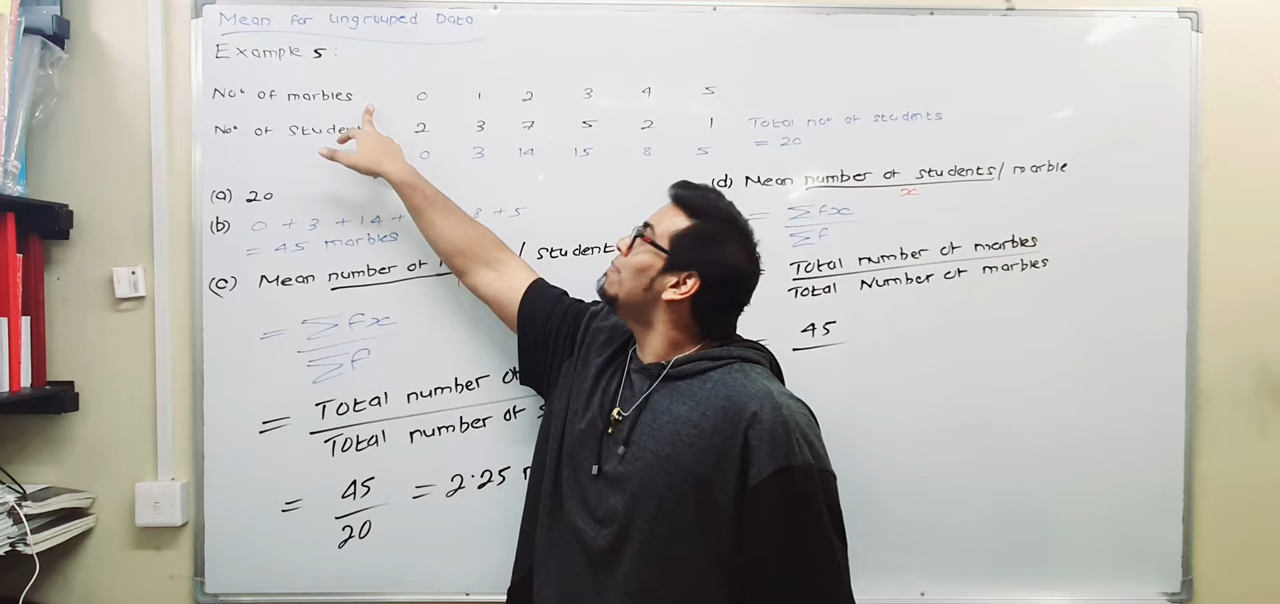 Mean for ungrouped Data
Example 5:
No° of marbles 0 1 2 3 4 5
No° of Stude 2 3 7 5 2 1 Total no° of students
= 20
0 3 14 15 8 5
(a) 20
(b) 0 + 3 + 14 + 8 + 5
= 45 marbles
(c) Mean number of / student
= Σfx
Σf
= Total number of
Total number of
= 45
20
= 2.25
(d) Mean number of students / marble
x
= Σfx
Σf
Total number of marbles
Total Number of marbles
45